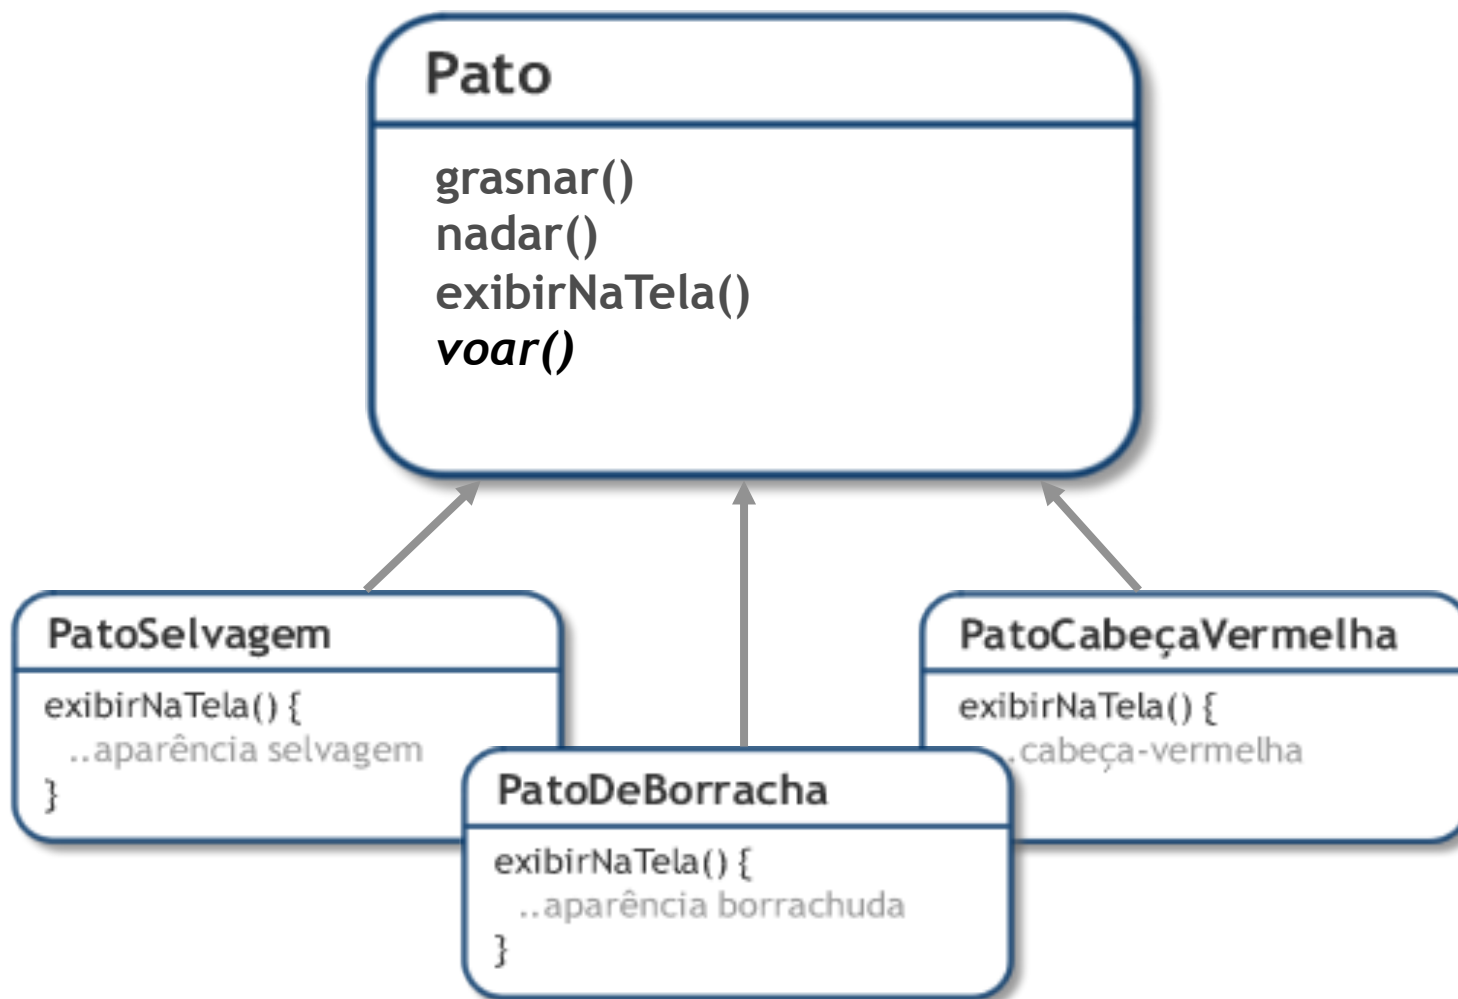 Pato
grasnar()
nadar()
exibirNaTela()
voar()
PatoSelvagem
exibirNaTela() {
..aparência selvagem
}
PatoDeBorracha
exibirNaTela() {
..aparência borrachuda
}
PatoCabeçaVermelha
exibirNaTela() {
.cabeça-vermelha